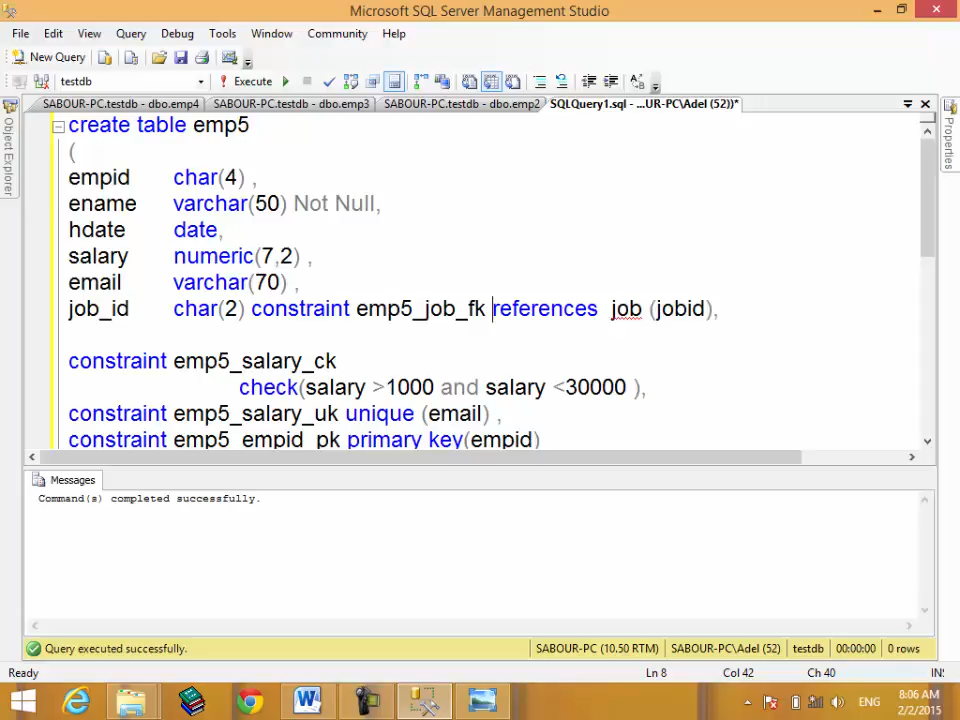 Microsoft SQL Server Management Studio
File Edit View Query Debug Tools Window Community Help
New Query
testdb Execute
SABOUR-PC.testdb - dbo.emp4 SABOUR-PC.testdb - dbo.emp3 SABOUR-PC.testdb - dbo.emp2 SQLQuery1.sql - ...UR-PC\Adel (52))*
Object Explorer
Properties
create table emp5
(
empid char(4) ,
ename varchar(50) Not Null,
hdate date,
salary numeric(7,2) ,
email varchar(70) ,
job_id char(2) constraint emp5_job_fk references job (jobid),
constraint emp5_salary_ck
check(salary >1000 and salary <30000 ),
constraint emp5_salary_uk unique (email) ,
constraint emp5_empid_pk primary key(empid)
Messages
Command(s) completed successfully.
Query executed successfully. SABOUR-PC (10.50 RTM) SABOUR-PC\Adel (52) testdb 00:00:00 0 rows
Ready Ln 8 Col 42 Ch 40 INS
ENG
8:06 AM
2/2/2015